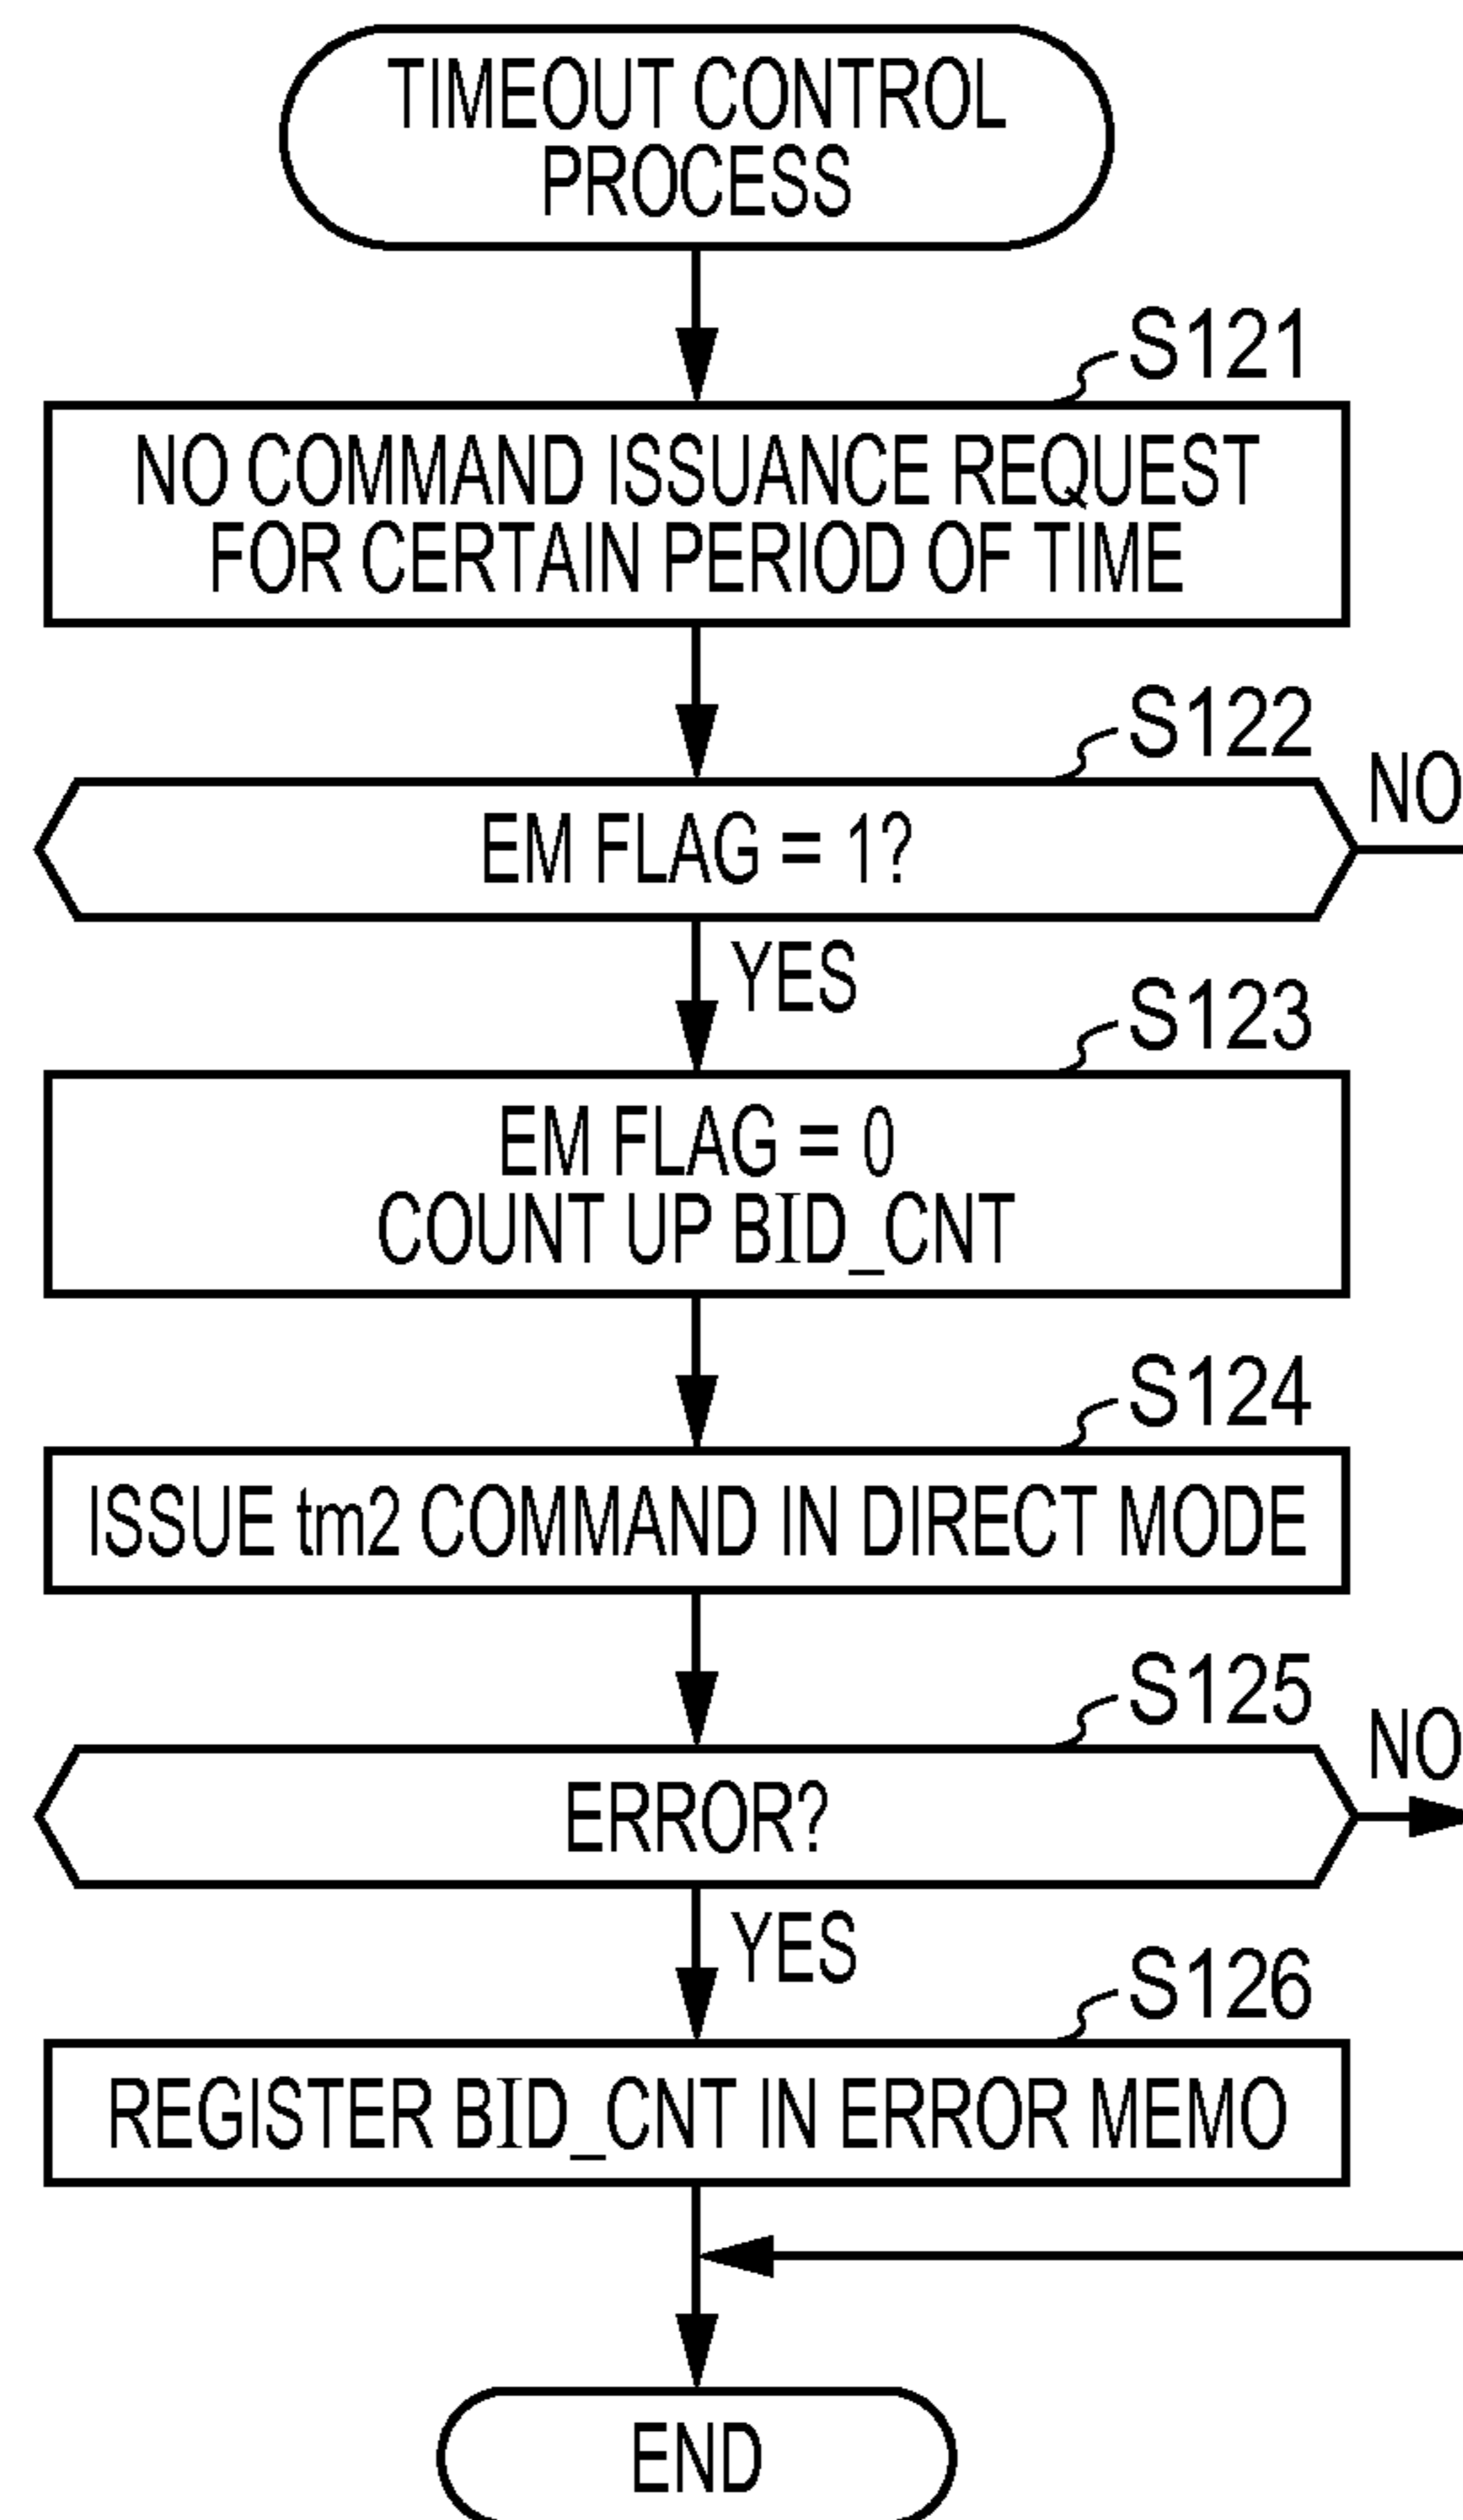 TIMEOUT CONTROL
PROCESS
S121
NO COMMAND ISSUANCE REQUEST
FOR CERTAIN PERIOD OF TIME
S122
NO
EM FLAG = 1?
YES
S123
EM FLAG = 0
COUNT UP BID_CNT
S124
ISSUE tm2 COMMAND IN DIRECT MODE
S125
NO
ERROR?
YES
S126
REGISTER BID_CNT IN ERROR MEMO
END